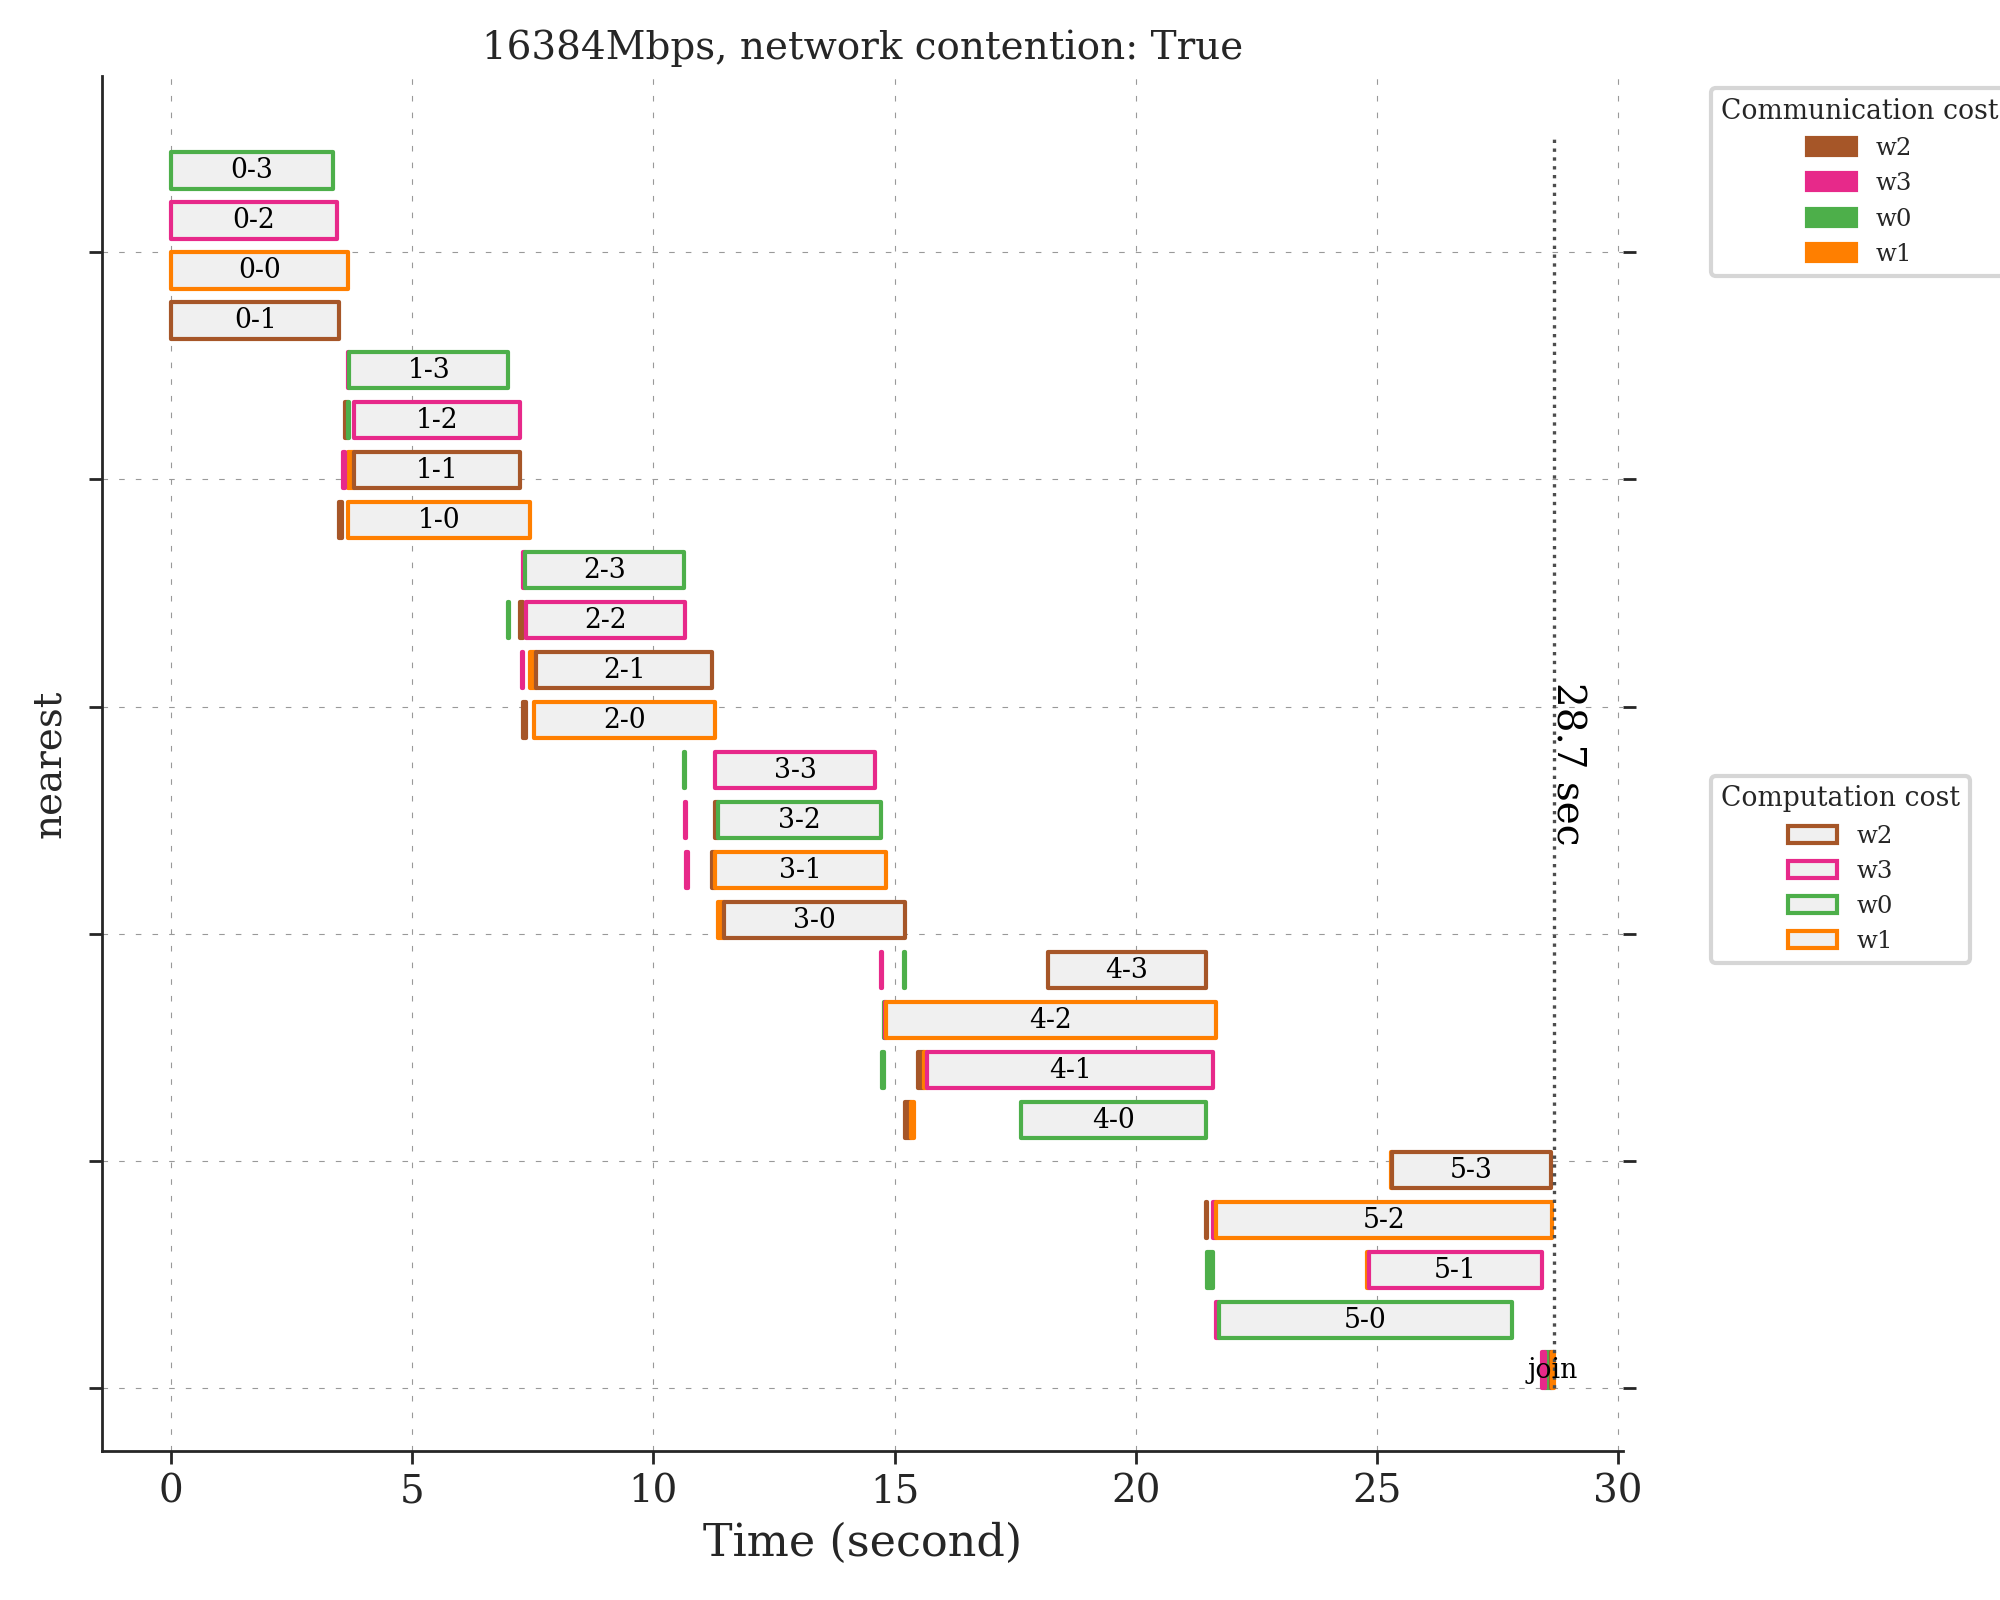 16384Mbps, network contention: True
Communication cost
w2
w3
w0
w1
0-3
0-2
0-0
0-1
1-3
1-2
1-1
1-0
2-3
2-2
2-1
2-0
3-3
3-2
3-1
3-0
4-3
4-2
4-1
4-0
5-3
5-2
5-1
5-0
join
28.7 sec
nearest
Computation cost
w2
w3
w0
w1
0 5 10 15 20 25 30
Time (second)